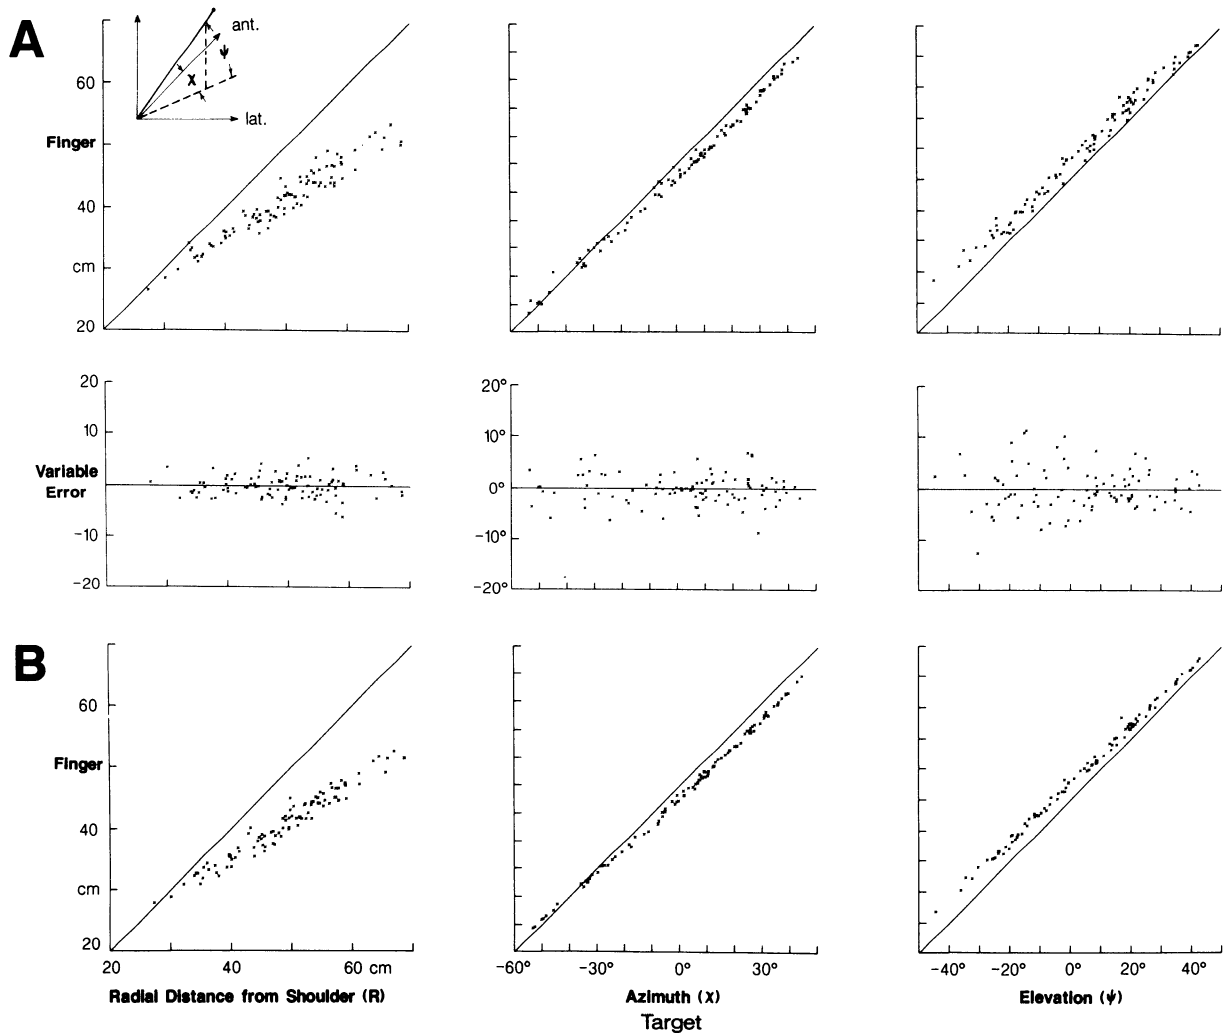 A
ant.
ψ
χ
lat.
60
Finger
40
cm
20
20
10
Variable
Error
-10
-20
20°
10°
0°
-10°
-20°
B
60
Finger
40
cm
20
20 40 60 cm
-60° -30° 0° 30°
-40° -20° 0° 20° 40°
Radial Distance from Shoulder (R)
Azimuth (χ)
Elevation (ψ)
Target